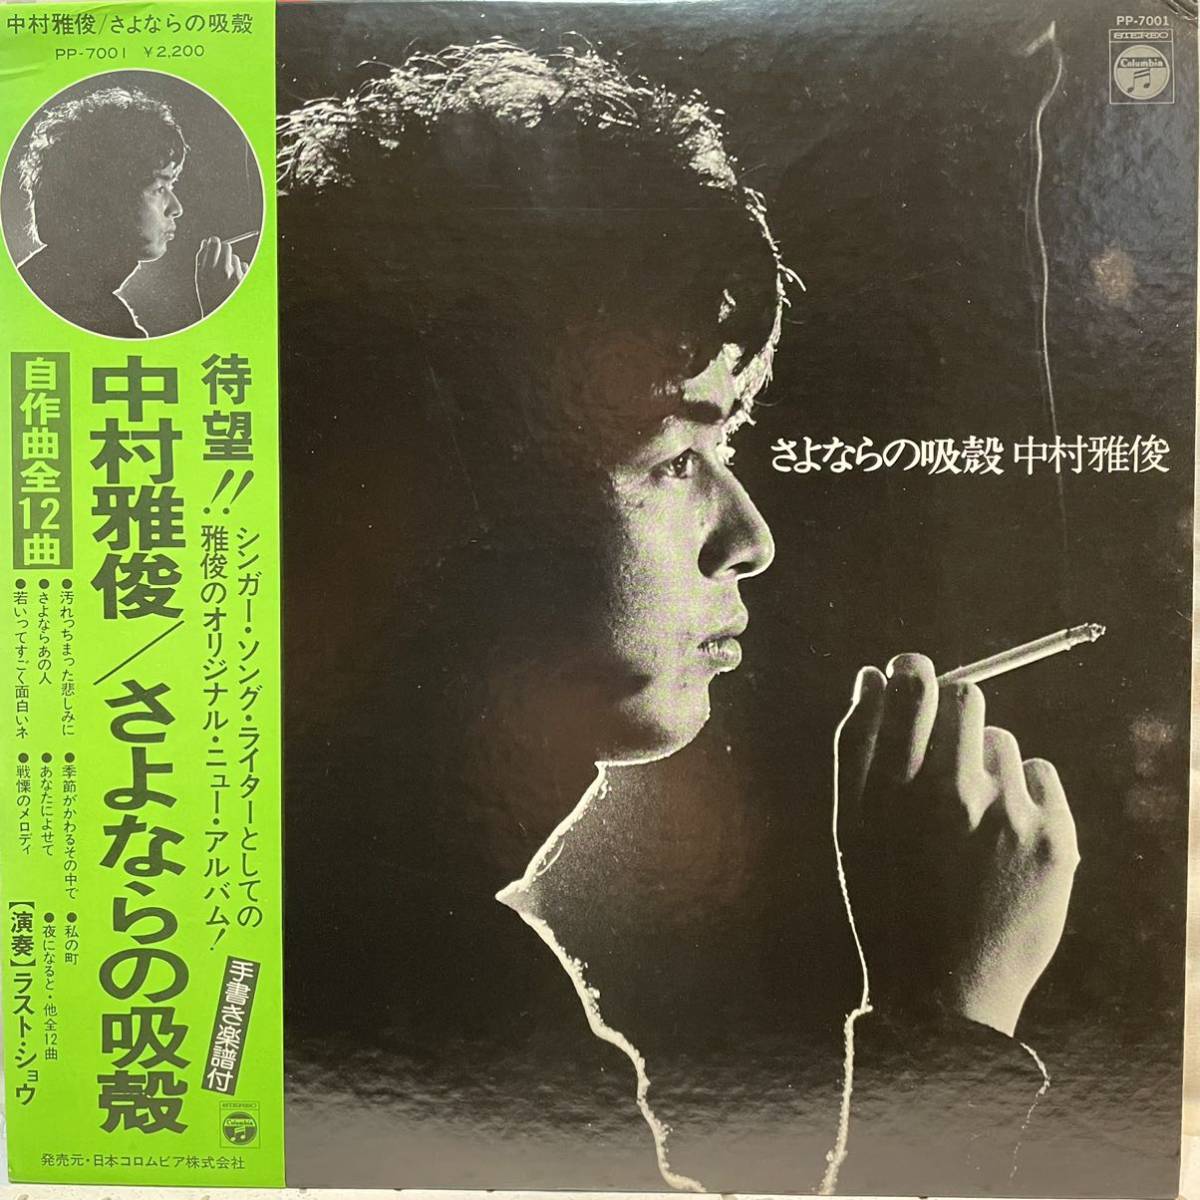 中村雅俊/さよならの吸殻
PP-7001 ¥2,200
待望!!
シンガー・ソング・ライターとしての
雅俊のオリジナル・ニュー・アルバム!
手書き楽譜付
中村雅俊/さよならの吸殻
自作曲全12曲
●汚れっちまった悲しみに
●さよならあの人
●若いってすごく面白いネ
●季節がかわるその中で
●あなたによせて
●戦慄のメロディ
●私の町
●夜になると・他全12曲
【演奏】ラスト・ショウ
STEREO
Columbia
発売元・日本コロムビア株式会社
PP-7001
STEREO
Columbia
さよならの吸殻 中村雅俊